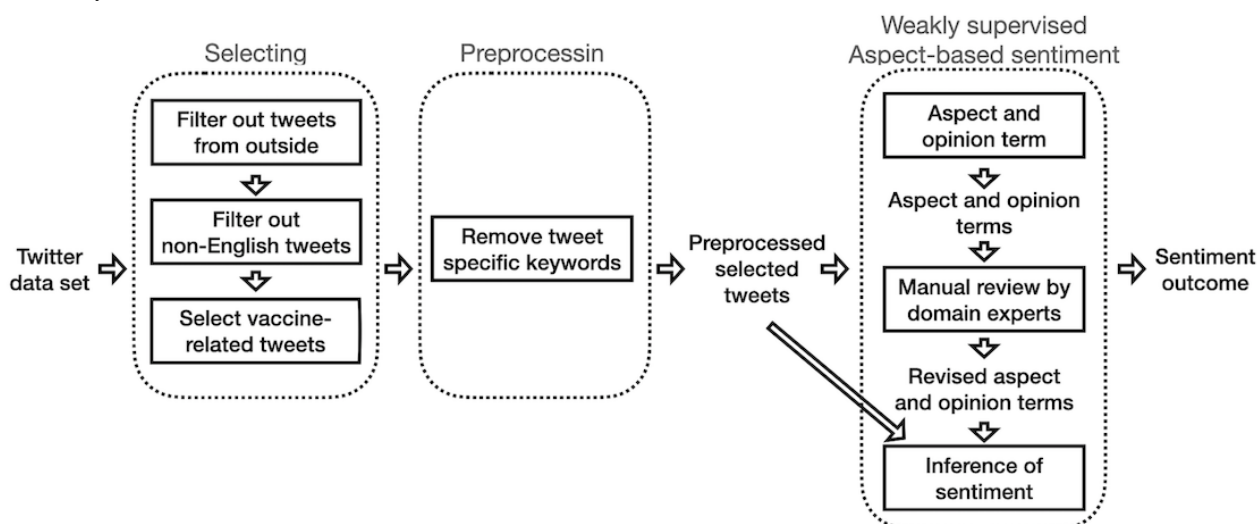 Selecting
Filter out tweets
from outside
Filter out
non-English tweets
Select vaccine-
related tweets
Twitter
data set
Preprocessin
Remove tweet
specific keywords
Preprocessed
selected
tweets
Weakly supervised
Aspect-based sentiment
Aspect and
opinion term
Aspect and opinion
terms
Manual review by
domain experts
Revised aspect
and opinion terms
Inference of
sentiment
Sentiment
outcome